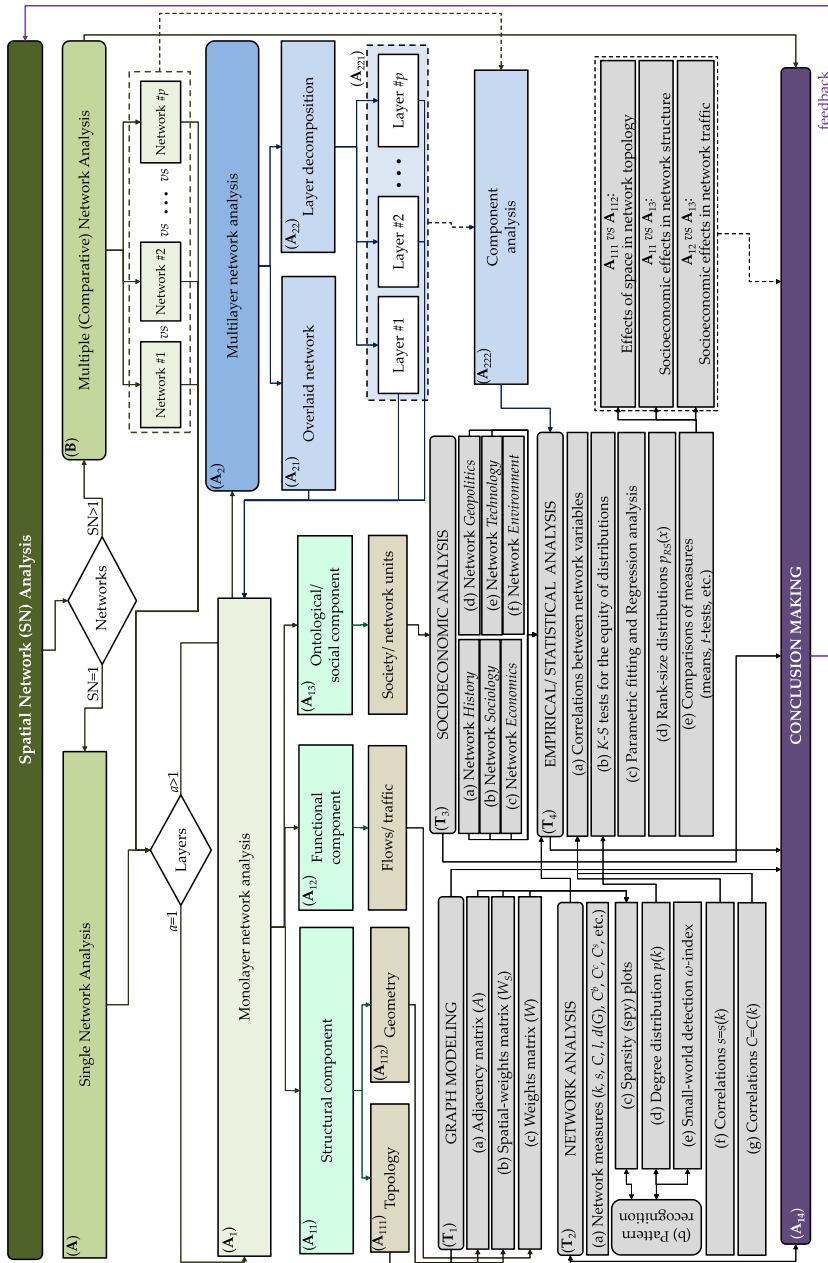 Spatial Network (SN) Analysis
(A)
Single Network Analysis
SN=1
Networks
SN>1
(B)
Multiple (Comparative) Network Analysis
Network #1
vs
Network #2
vs
• • •
vs
Network #p
a=1
Layers
a>1
(A1)
Monolayer network analysis
(A2)
Multilayer network analysis
(A11)
Structural component
(A12)
Functional
component
(A13)
Ontological/
social component
(A21)
Overlaid network
(A22)
Layer decomposition
(A111)
Topology
(A112)
Geometry
Flows/ traffic
Society/ network units
(A221)
Layer #1
Layer #2
• • •
Layer #p
(T1)
GRAPH MODELING
(a) Adjacency matrix (A)
(b) Spatial-weights matrix (WS)
(c) Weights matrix (W)
(T3)
SOCIOECONOMIC ANALYSIS
(a) Network History
(b) Network Sociology
(c) Network Economics
(d) Network Geopolitics
(e) Network Technology
(f) Network Environment
(A222)
Component
analysis
(T2)
NETWORK ANALYSIS
(a) Network measures (k, s, C, l, d(G), Cb, Cc, Cs, etc.)
(b) Pattern
recognition
(c) Sparsity (spy) plots
(d) Degree distribution p(k)
(e) Small-world detection ω-index
(f) Correlations s=s(k)
(g) Correlations C=C(k)
(T4)
EMPIRICAL/ STATISTICAL ANALYSIS
(a) Correlations between network variables
(b) K-S tests for the equity of distributions
(c) Parametric fitting and Regression analysis
(d) Rank-size distributions pRS(x)
(e) Comparisons of measures
(means, t-tests, etc.)
A111 vs A112:
Effects of space in network topology
A11 vs A13:
Socioeconomic effects in network structure
A12 vs A13:
Socioeconomic effects in network traffic
(A14)
CONCLUSION MAKING
feedback